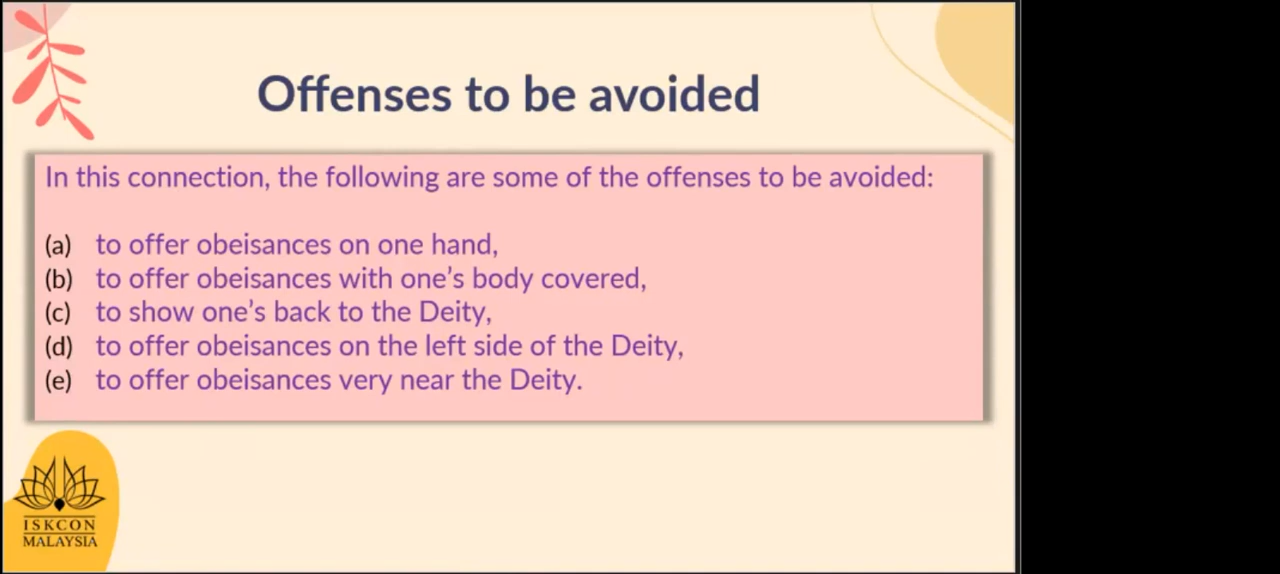 Offenses to be avoided
In this connection, the following are some of the offenses to be avoided:
(a) to offer obeisances on one hand,
(b) to offer obeisances with one’s body covered,
(c) to show one’s back to the Deity,
(d) to offer obeisances on the left side of the Deity,
(e) to offer obeisances very near the Deity.
ISKCON
MALAYSIA